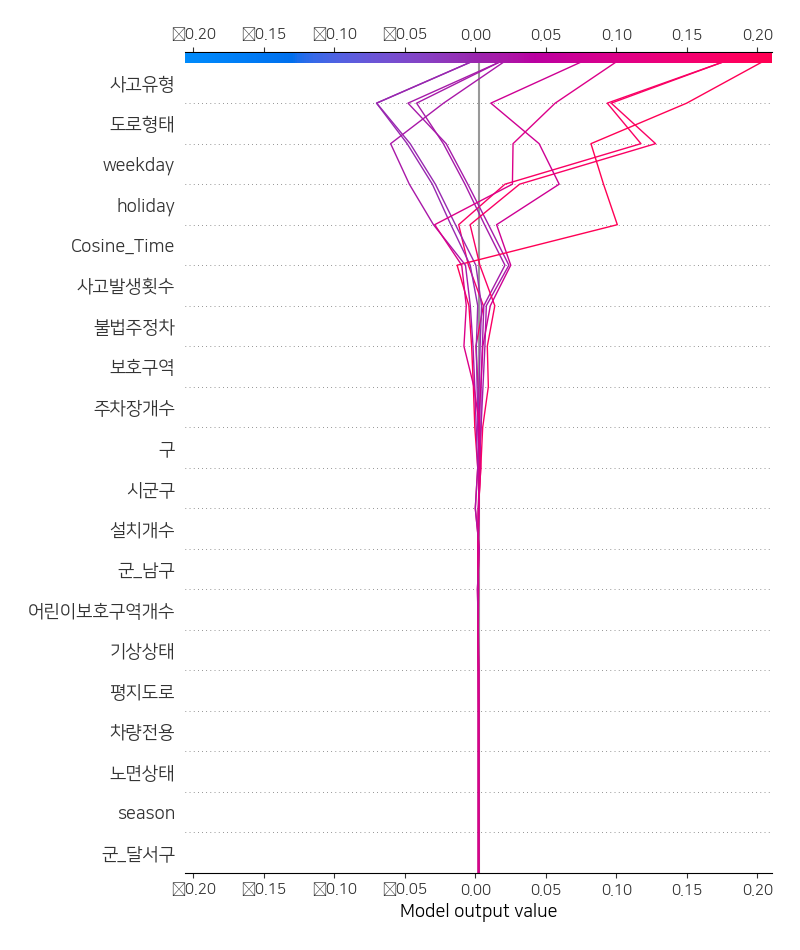 ▯0.20 ▯0.15 ▯0.10 ▯0.05 0.00 0.05 0.10 0.15 0.20
사고유형
도로형태
weekday
holiday
Cosine_Time
사고발생횟수
불법주정차
보호구역
주차장개수
구
시군구
설치개수
군_남구
어린이보호구역개수
기상상태
평지도로
차량전용
노면상태
season
군_달서구
▯0.20 ▯0.15 ▯0.10 ▯0.05 0.00 0.05 0.10 0.15 0.20
Model output value